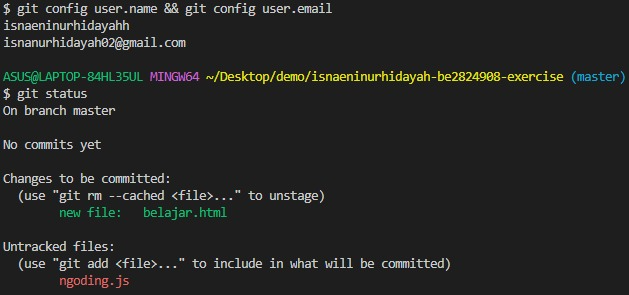 $ git config user.name && git config user.email
isnaeninurhidayahh
isnanurhidayah02@gmail.com
ASUS@LAPTOP-84HL35UL MINGW64 ~/Desktop/demo/isnaeninurhidayah-be2824908-exercise (master)
$ git status
On branch master
No commits yet
Changes to be committed:
(use "git rm --cached <file>..." to unstage)
new file: belajar.html
Untracked files:
(use "git add <file>..." to include in what will be committed)
ngoding.js